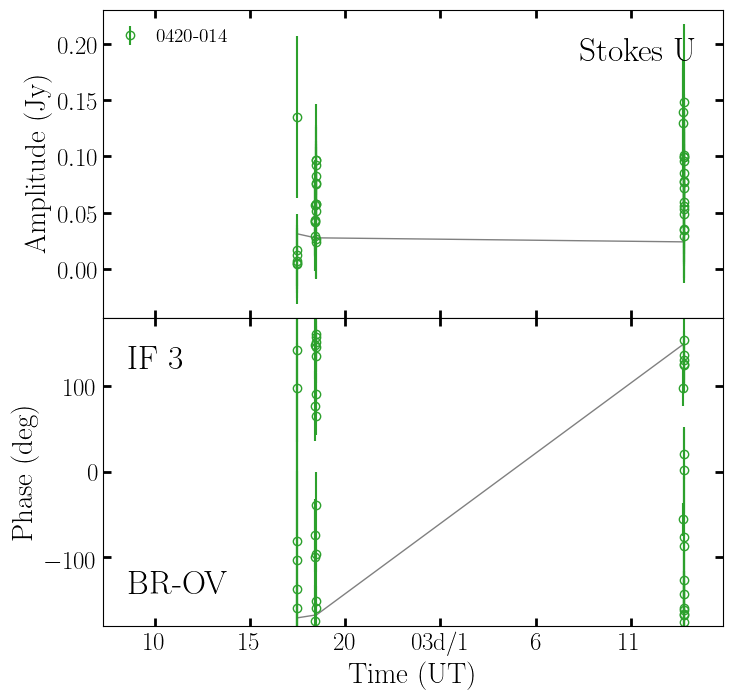 0420-014
Stokes U
0.20
0.15
0.10
0.05
0.00
Amplitude (Jy)
IF 3
100
0
−100
Phase (deg)
BR-OV
10 15 20 03d/1 6 11
Time (UT)